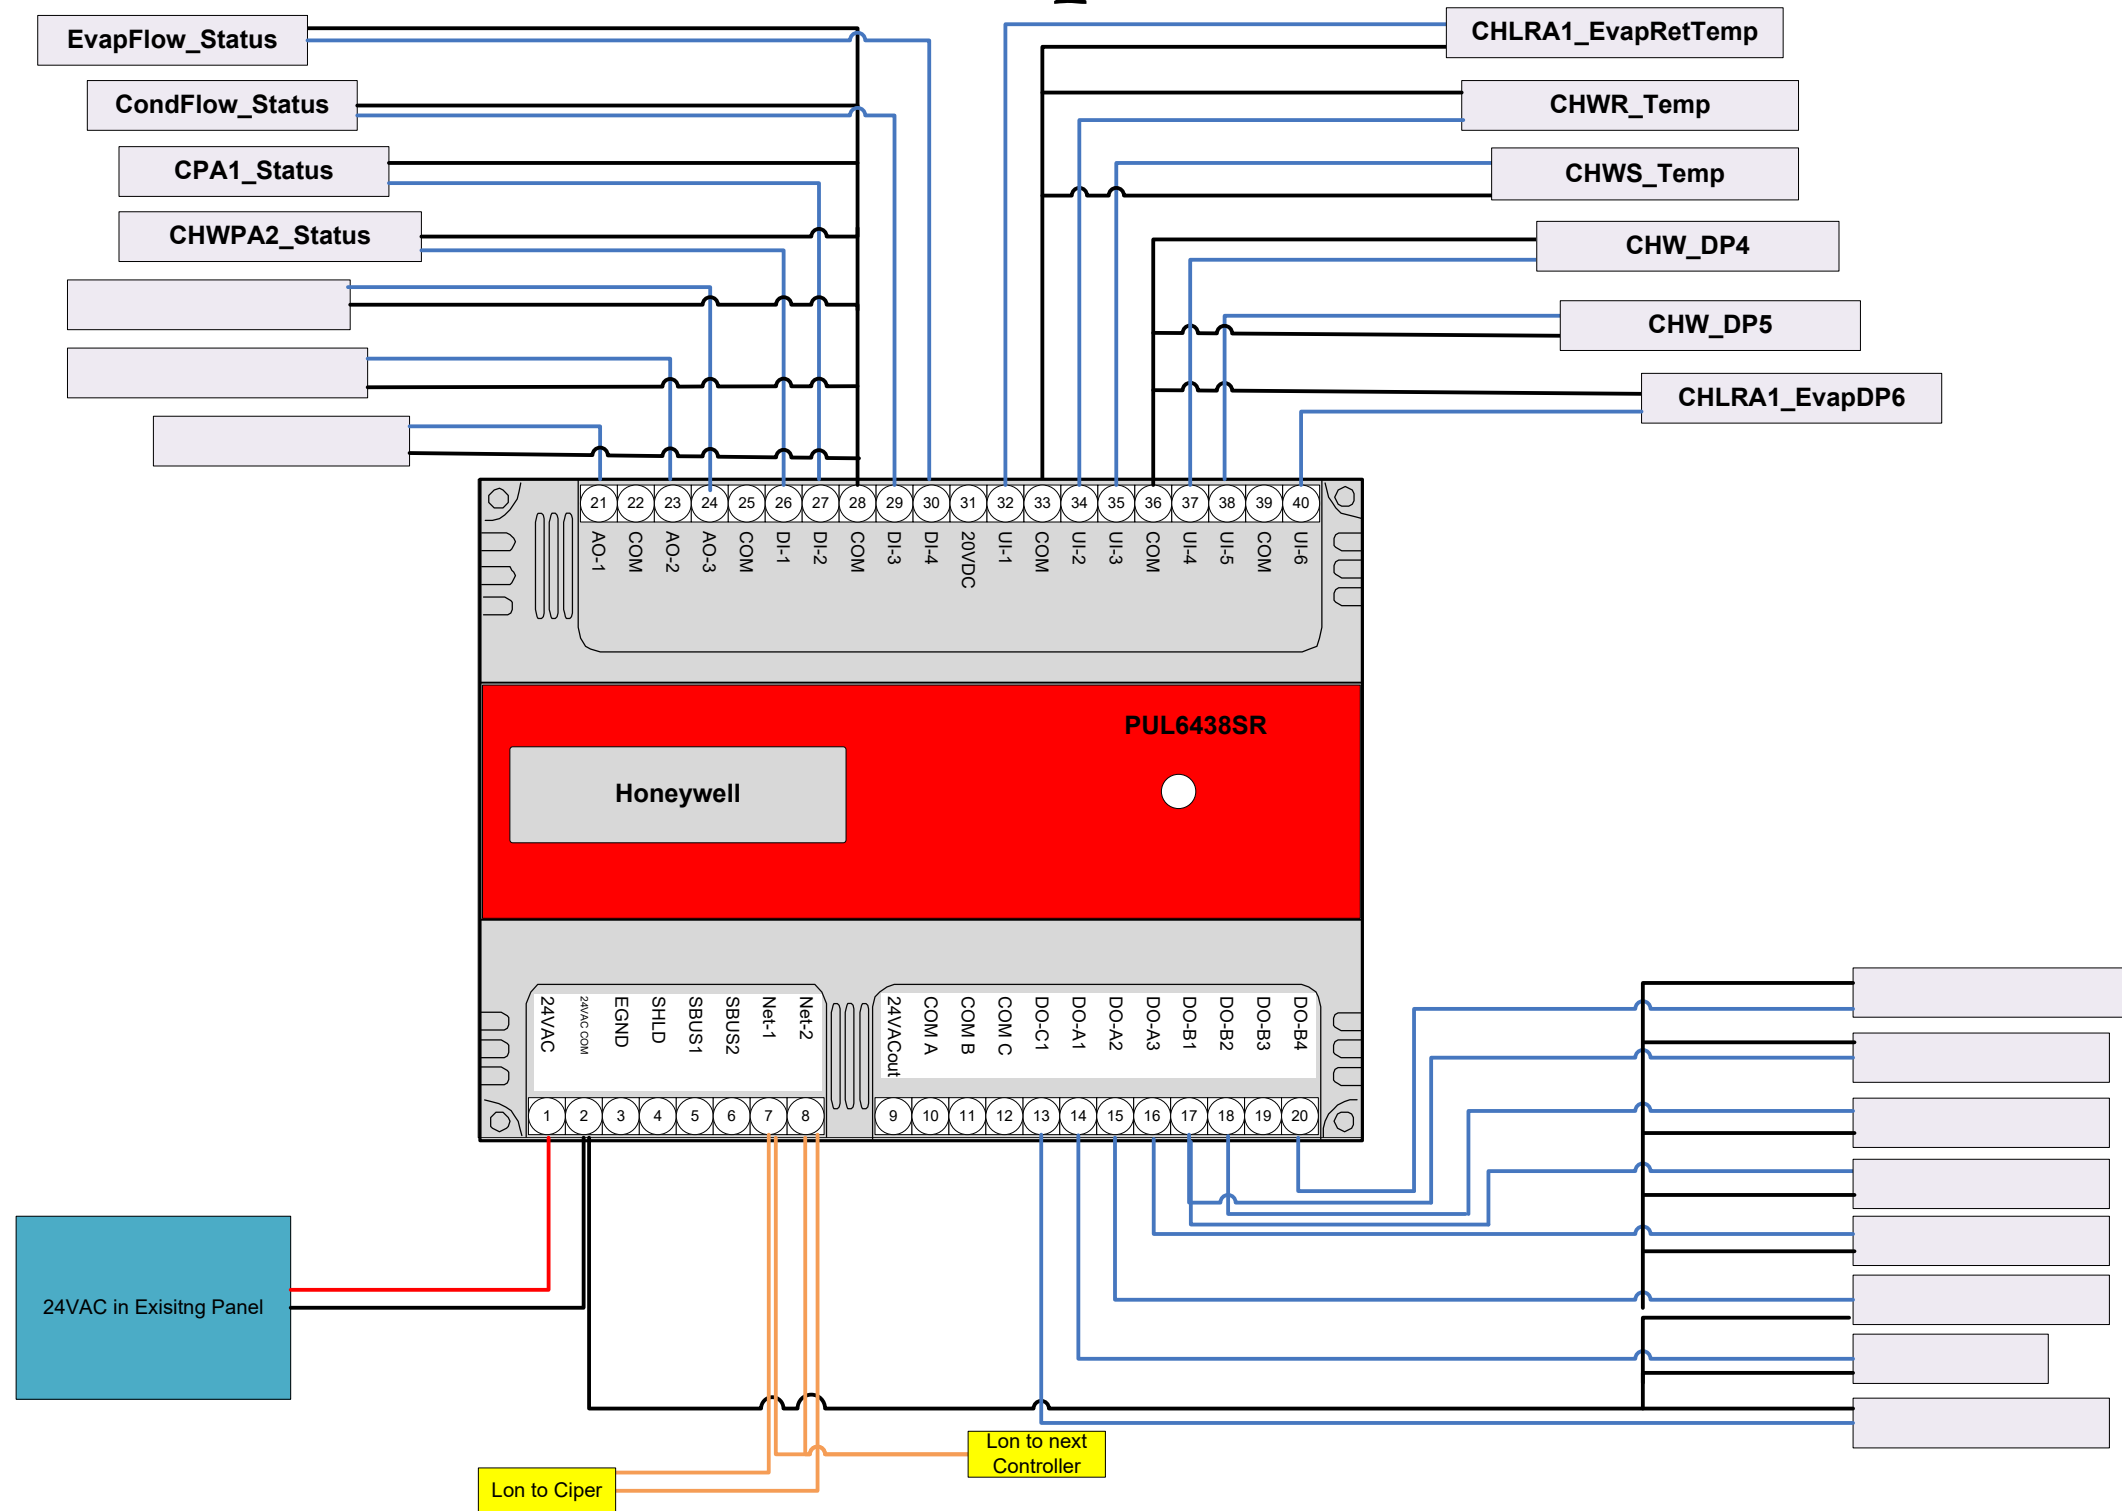 EvapFlow_Status
CondFlow_Status
CPA1_Status
CHWPA2_Status
CHLRA1_EvapRetTemp
CHWR_Temp
CHWS_Temp
CHW_DP4
CHW_DP5
CHLRA1_EvapDP6
21 22 23 24 25 26 27 28 29 30 31 32 33 34 35 36 37 38 39 40
AO-1 COM AO-2 AO-3 COM DI-1 DI-2 COM DI-3 DI-4 20VDC UI-1 COM UI-2 UI-3 COM UI-4 UI-5 COM UI-6
PUL6438SR
Honeywell
24VAC 24VAC COM EGND SHLD SBUS1 SBUS2 Net-1 Net-2 24VACout COM A COM B COM C DO-C1 DO-A1 DO-A2 DO-A3 DO-B1 DO-B2 DO-B3 DO-B4
1 2 3 4 5 6 7 8 9 10 11 12 13 14 15 16 17 18 19 20
24VAC in Exisitng Panel
Lon to next
Controller
Lon to Ciper